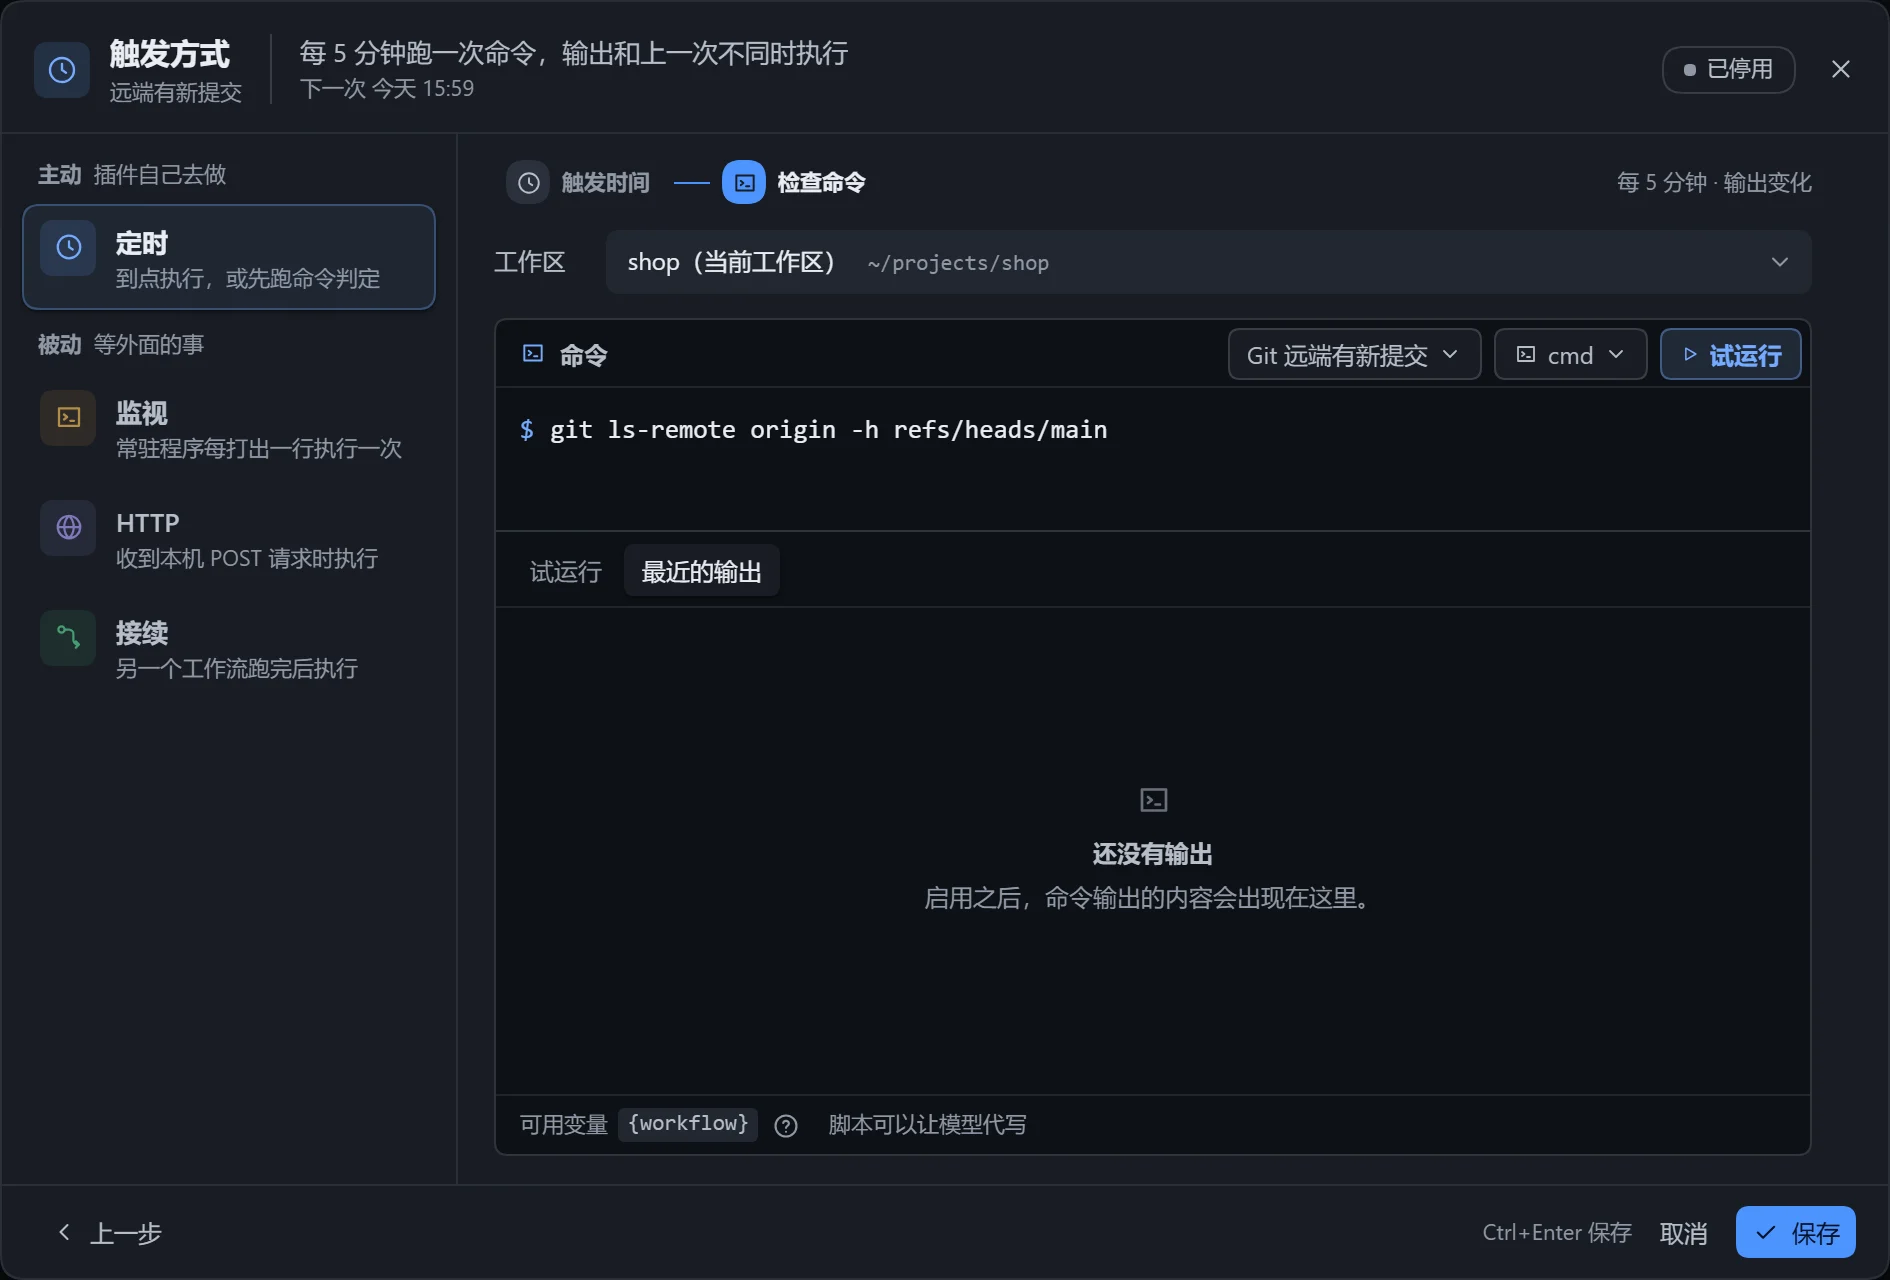 触发方式
远端有新提交
每 5 分钟跑一次命令，输出和上一次不同时执行
下一次 今天 15:59
已停用
主动 插件自己去做
定时
到点执行，或先跑命令判定
被动 等外面的事
监视
常驻程序每打出一行执行一次
HTTP
收到本机 POST 请求时执行
接续
另一个工作流跑完后执行
触发时间
检查命令
每 5 分钟 · 输出变化
工作区
shop（当前工作区） ~/projects/shop
命令
Git 远端有新提交
cmd
试运行
$ git ls-remote origin -h refs/heads/main
试运行
最近的输出
还没有输出
启用之后，命令输出的内容会出现在这里。
可用变量 {workflow} ? 脚本可以让模型代写
上一步
Ctrl+Enter 保存
取消
保存